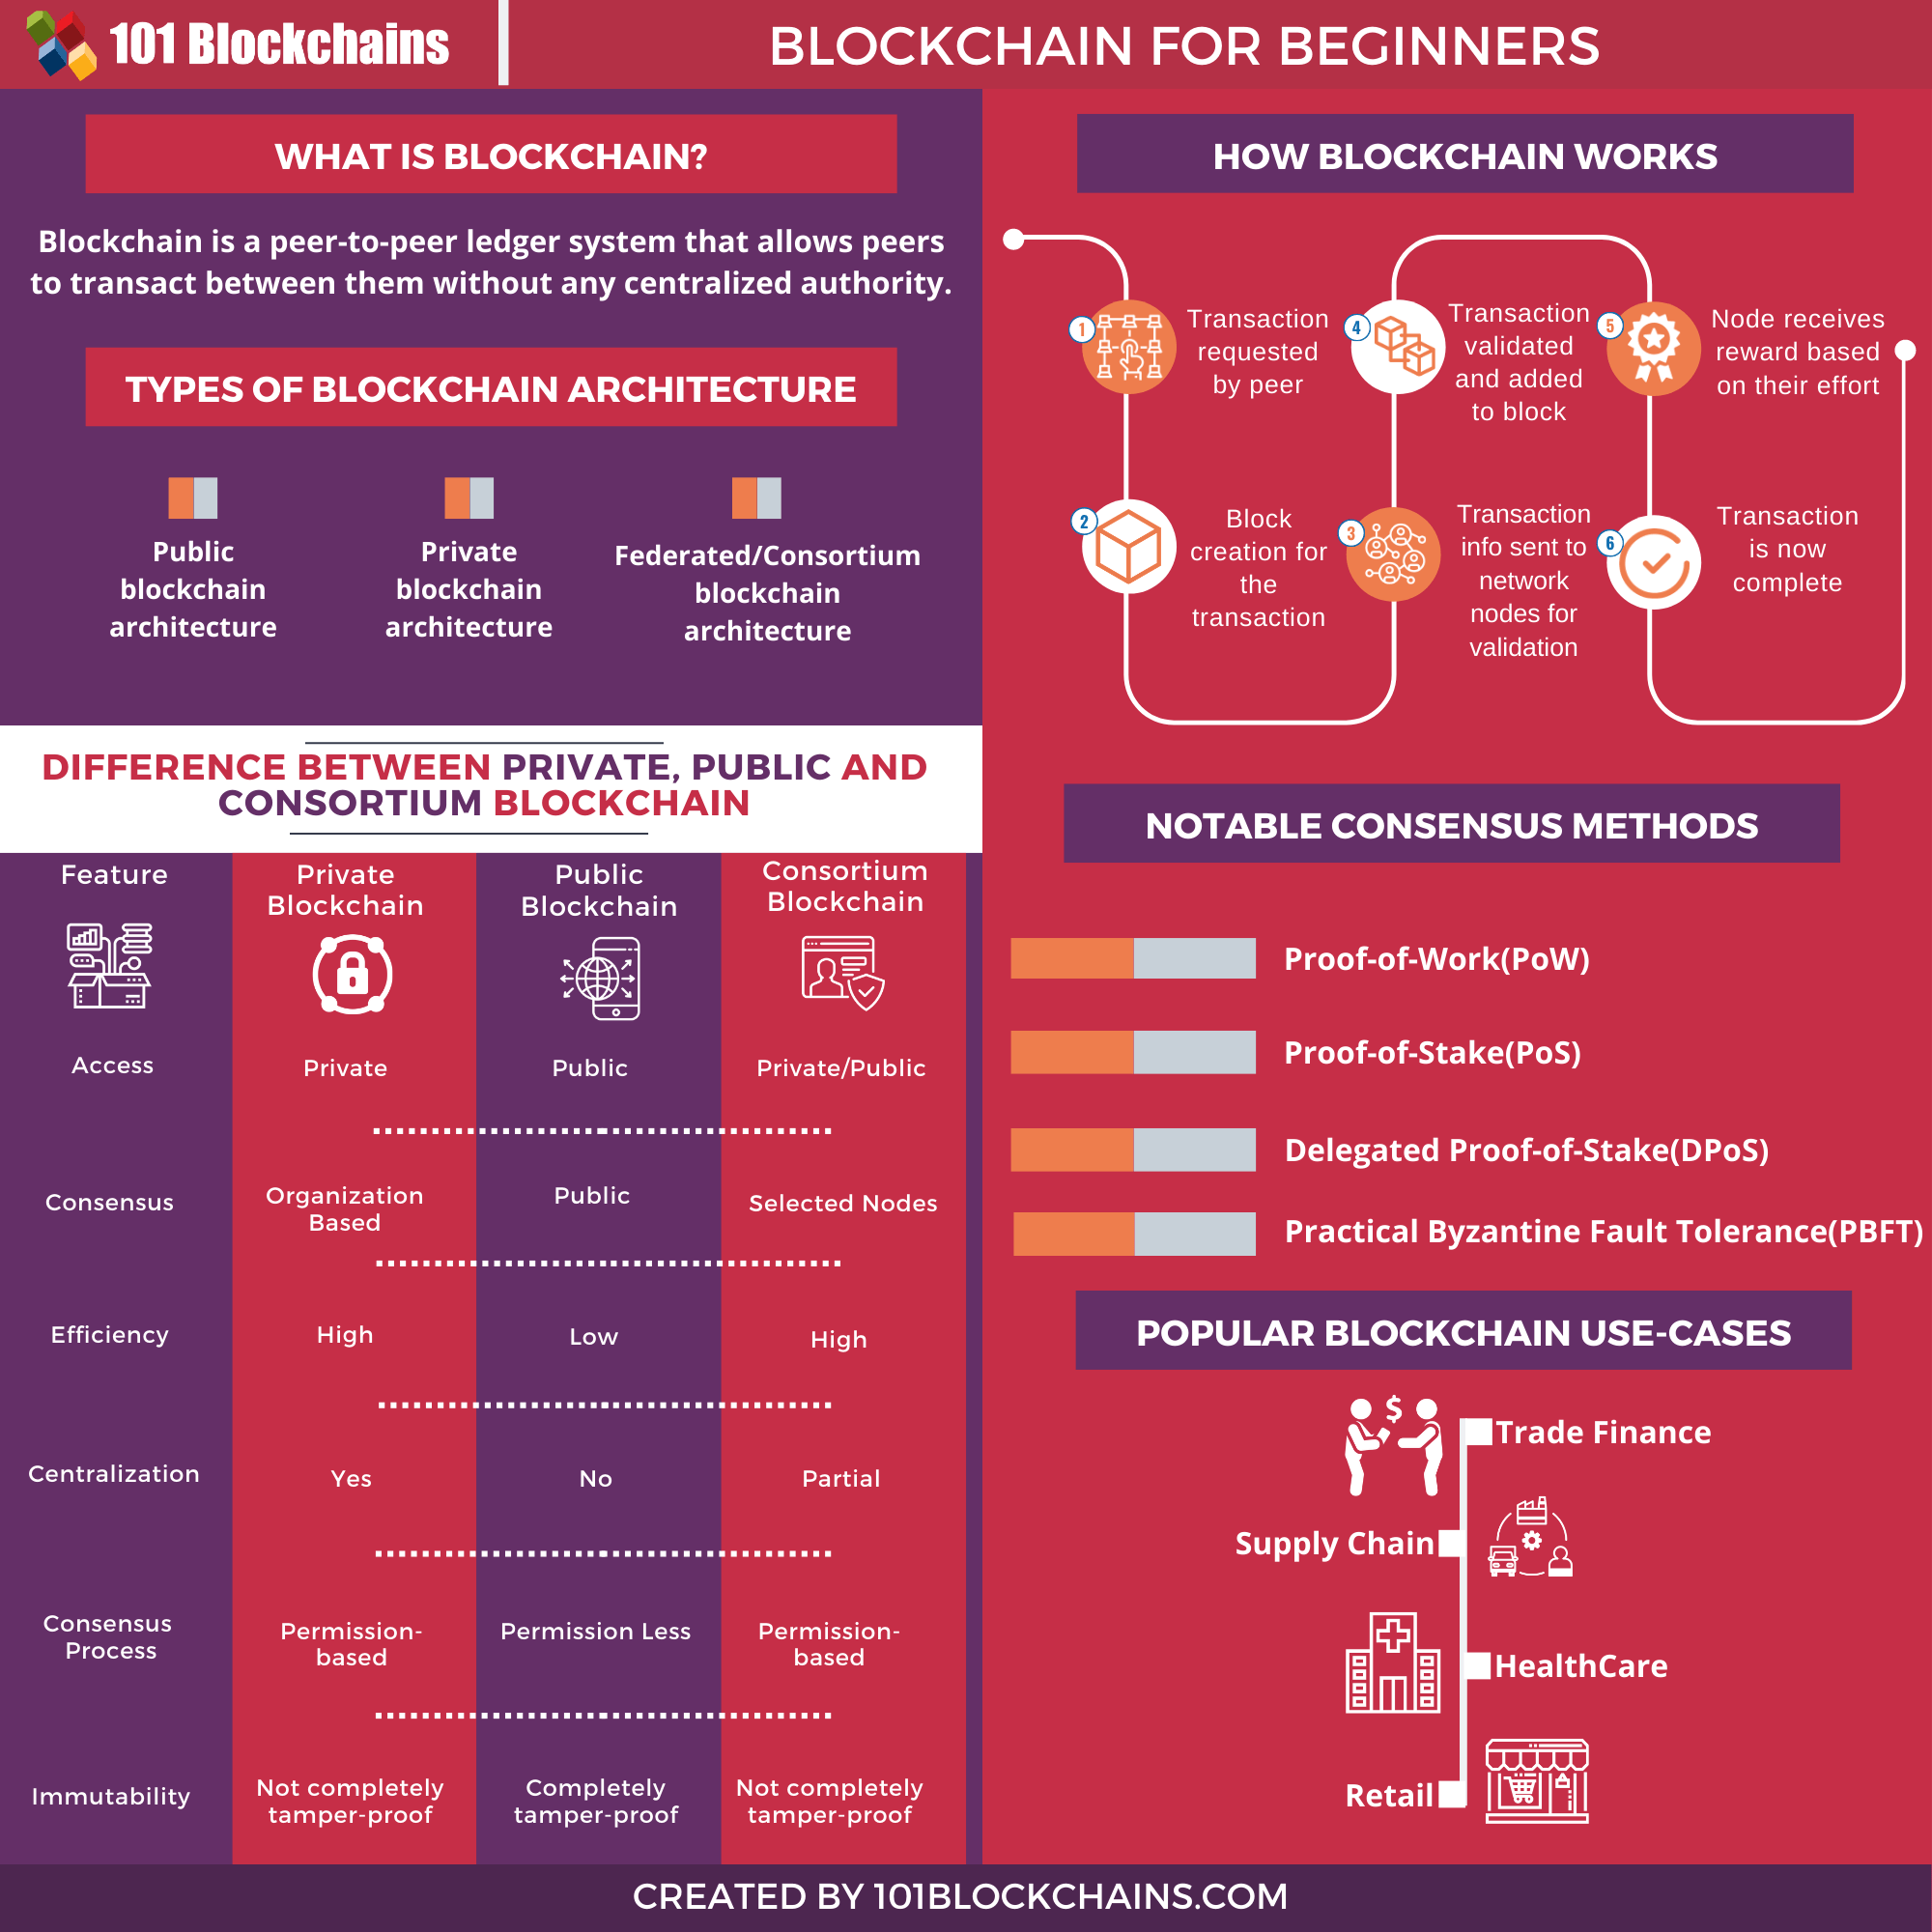 101 Blockchains
BLOCKCHAIN FOR BEGINNERS
WHAT IS BLOCKCHAIN?
Blockchain is a peer-to-peer ledger system that allows peers
to transact between them without any centralized authority.
TYPES OF BLOCKCHAIN ARCHITECTURE
Public
blockchain
architecture
Private
blockchain
architecture
Federated/Consortium
blockchain
architecture
DIFFERENCE BETWEEN PRIVATE, PUBLIC AND
CONSORTIUM BLOCKCHAIN
Feature
Private
Blockchain
Public
Blockchain
Consortium
Blockchain
Access
Private
Public
Private/Public
Consensus
Organization
Based
Public
Selected Nodes
Efficiency
High
Low
High
Centralization
Yes
No
Partial
Consensus
Process
Permission-
based
Permission Less
Permission-
based
Immutability
Not completely
tamper-proof
Completely
tamper-proof
Not completely
tamper-proof
HOW BLOCKCHAIN WORKS
1
Transaction
requested
by peer
2
Block
creation for
the
transaction
3
Transaction
info sent to
network
nodes for
validation
4
Transaction
validated
and added
to block
5
Node receives
reward based
on their effort
6
Transaction
is now
complete
NOTABLE CONSENSUS METHODS
Proof-of-Work(PoW)
Proof-of-Stake(PoS)
Delegated Proof-of-Stake(DPoS)
Practical Byzantine Fault Tolerance(PBFT)
POPULAR BLOCKCHAIN USE-CASES
$
Trade Finance
Supply Chain
HealthCare
Retail
CREATED BY 101BLOCKCHAINS.COM